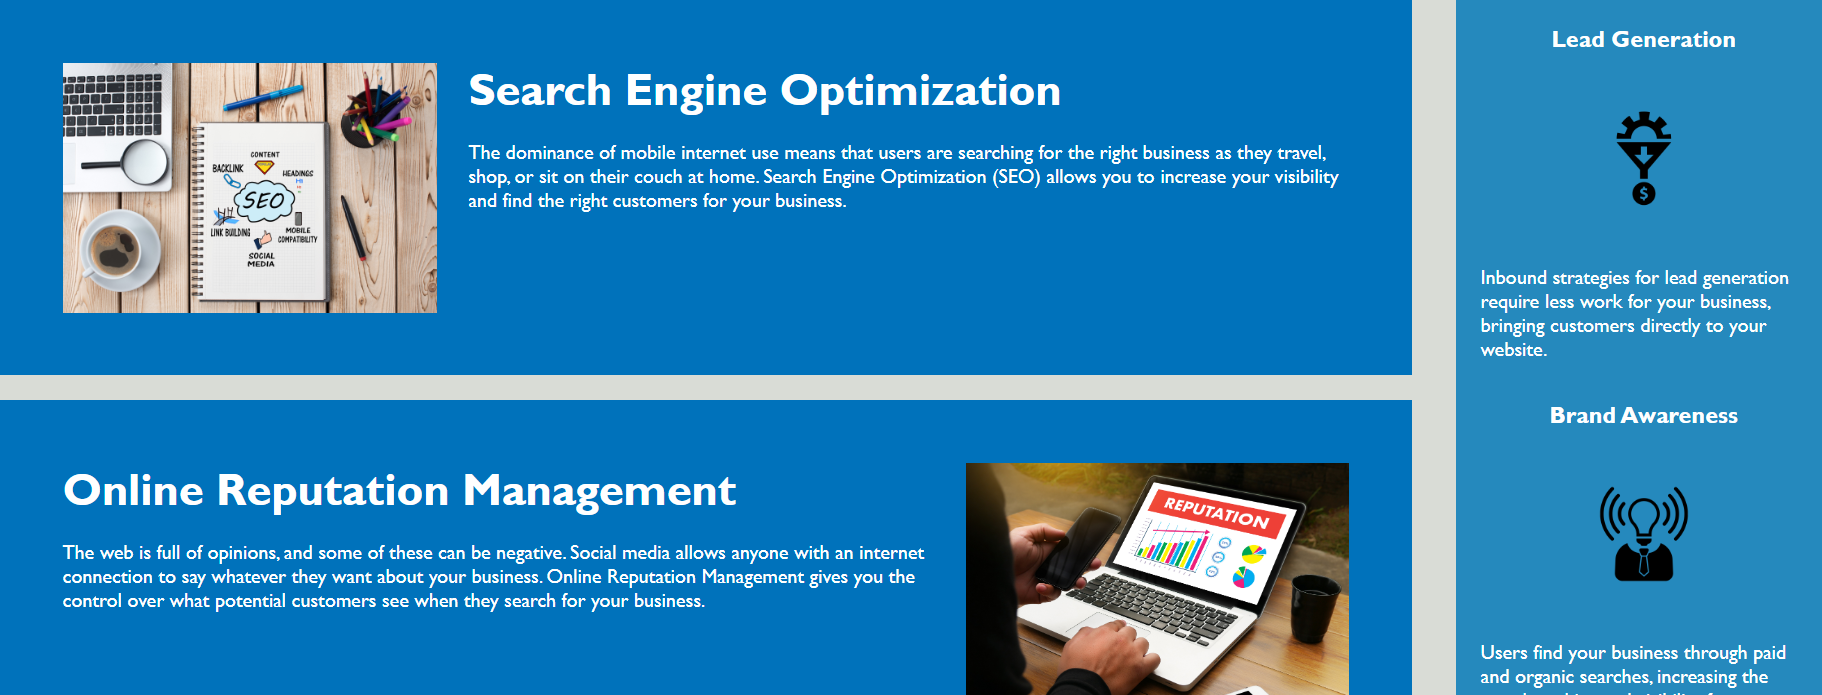 Search Engine Optimization
The dominance of mobile internet use means that users are searching for the right business as they travel,
shop, or sit on their couch at home. Search Engine Optimization (SEO) allows you to increase your visibility
and find the right customers for your business.
CONTENT
BACKLINK
HEADINGS
SEO
LINK BUILDING
MOBILE
COMPATIBILITY
SOCIAL
MEDIA
Online Reputation Management
The web is full of opinions, and some of these can be negative. Social media allows anyone with an internet
connection to say whatever they want about your business. Online Reputation Management gives you the
control over what potential customers see when they search for your business.
REPUTATION
Lead Generation
$
Inbound strategies for lead generation
require less work for your business,
bringing customers directly to your
website.
Brand Awareness
Users find your business through paid
and organic searches, increasing the